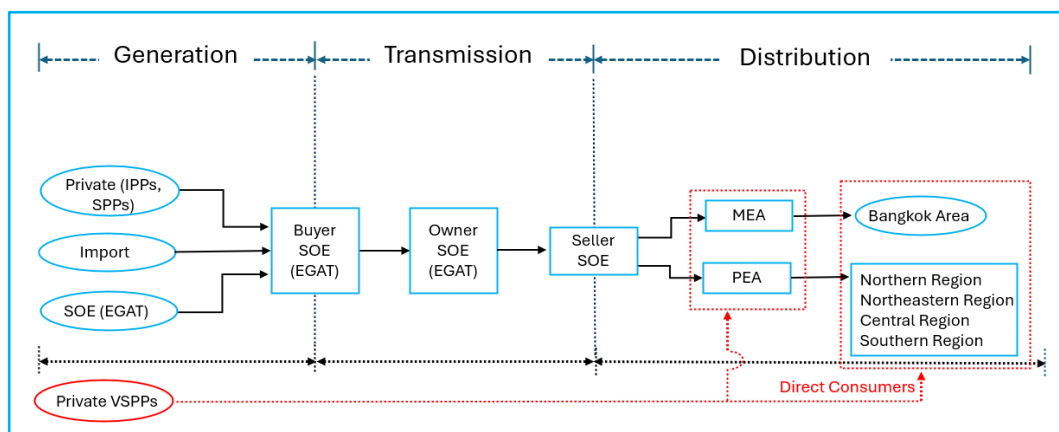 Generation
Transmission
Distribution
Private (IPPs,
SPPs)
Import
SOE (EGAT)
Buyer
SOE
(EGAT)
Owner
SOE
(EGAT)
Seller
SOE
MEA
PEA
Bangkok Area
Northern Region
Northeastern Region
Central Region
Southern Region
Direct Consumers
Private VSPPs